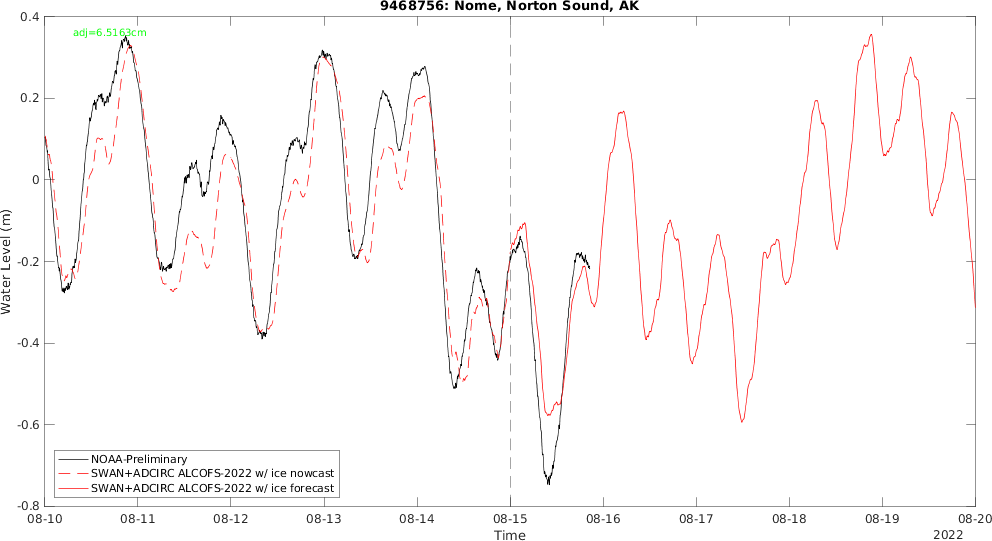 9468756: Nome, Norton Sound, AK
adj=6.5163cm
0.4
0.2
0
-0.2
-0.4
-0.6
-0.8
Water Level (m)
NOAA-Preliminary
SWAN+ADCIRC ALCOFS-2022 w/ ice nowcast
SWAN+ADCIRC ALCOFS-2022 w/ ice forecast
08-10 08-11 08-12 08-13 08-14 08-15 08-16 08-17 08-18 08-19 08-20
Time
2022